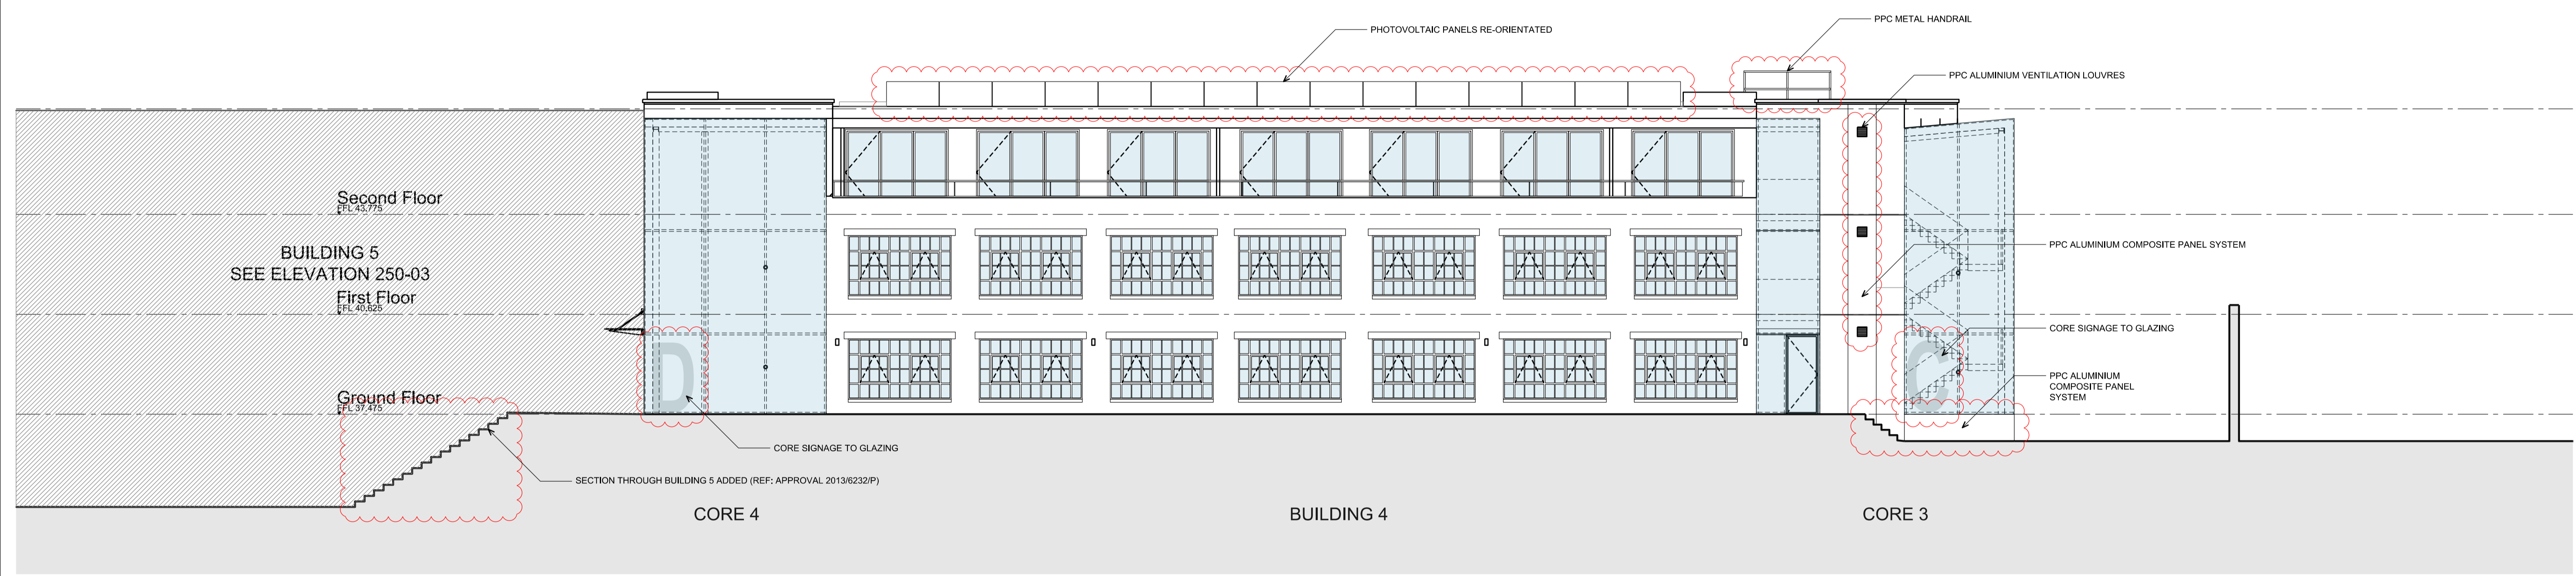 PPC METAL HANDRAIL
PHOTOVOLTAIC PANELS RE-ORIENTATED
PPC ALUMINIUM VENTILATION LOUVRES
Second Floor
FFL 43.775
PPC ALUMINIUM COMPOSITE PANEL SYSTEM
BUILDING 5
SEE ELEVATION 250-03
First Floor
FFL 40.625
CORE SIGNAGE TO GLAZING
D
C
PPC ALUMINIUM
COMPOSITE PANEL
SYSTEM
Ground Floor
FFL 37.475
CORE SIGNAGE TO GLAZING
SECTION THROUGH BUILDING 5 ADDED (REF: APPROVAL 2013/6232/P)
CORE 4
BUILDING 4
CORE 3